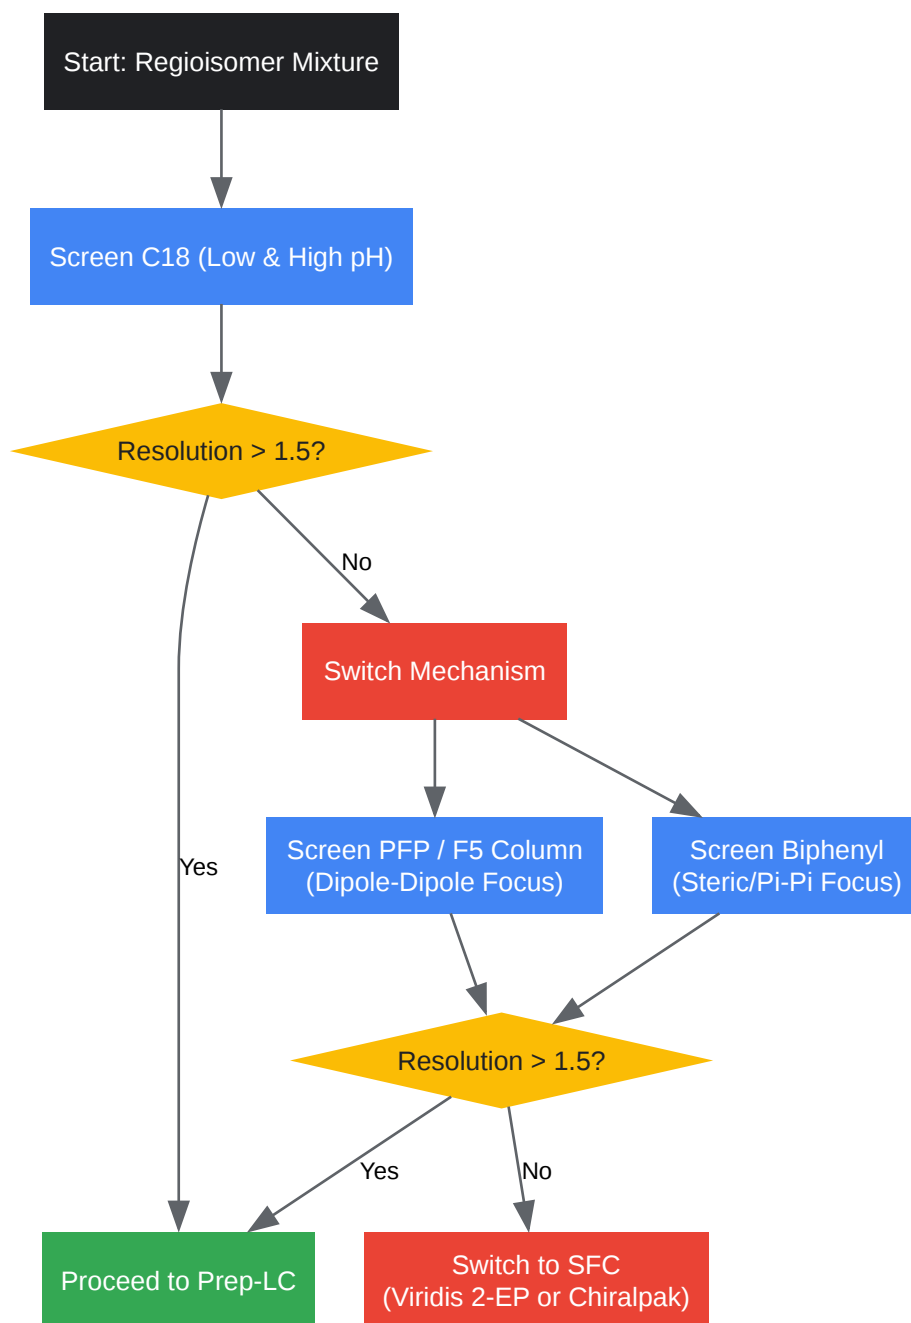 Start: Regioisomer Mixture
Screen C18 (Low & High pH)
Resolution > 1.5?
No
Switch Mechanism
Yes
Screen PFP / F5 Column
(Dipole-Dipole Focus)
Screen Biphenyl
(Steric/Pi-Pi Focus)
Resolution > 1.5?
Yes
No
Proceed to Prep-LC
Switch to SFC
(Viridis 2-EP or Chiralpak)